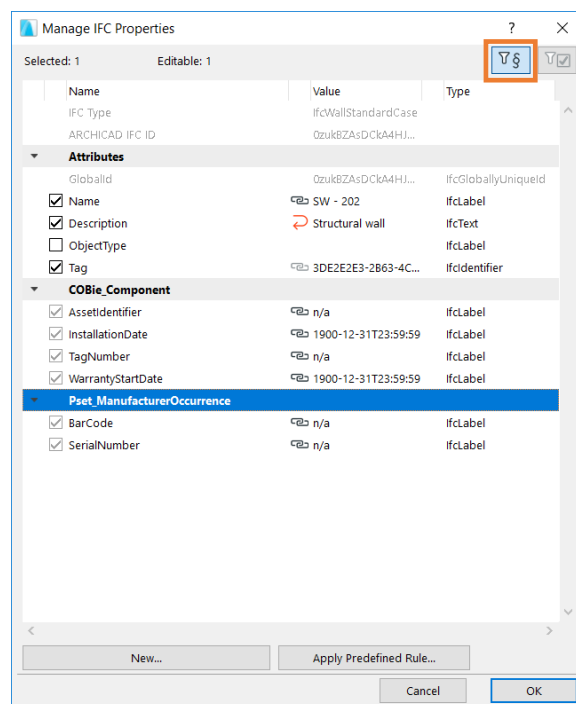 Manage IFC Properties ?
Selected: 1 Editable: 1 §
Name Value Type
IFC Type IfcWallStandardCase
ARCHICAD IFC ID 0zukBZAsDCkA4HJ...
Attributes
GlobalId 0zukBZAsDCkA4HJ... IfcGloballyUniqueId
Name SW - 202 IfcLabel
Description Structural wall IfcText
ObjectType IfcLabel
Tag 3DE2E2E3-2B63-4C... IfcIdentifier
COBie_Component
AssetIdentifier n/a IfcLabel
InstallationDate 1900-12-31T23:59:59 IfcLabel
TagNumber n/a IfcLabel
WarrantyStartDate 1900-12-31T23:59:59 IfcLabel
Pset_ManufacturerOccurrence
BarCode n/a IfcLabel
SerialNumber n/a IfcLabel
New... Apply Predefined Rule...
Cancel OK